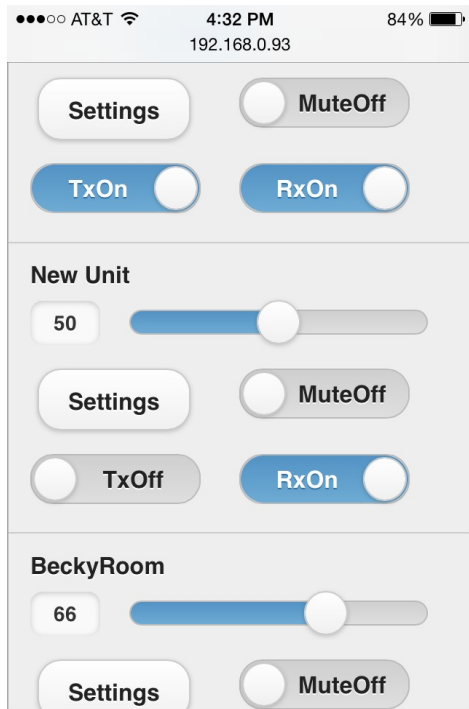 AT&T 4:32 PM 84%
192.168.0.93
Settings MuteOff
TxOn RxOn
New Unit
50
Settings MuteOff
TxOff RxOn
BeckyRoom
66
Settings MuteOff